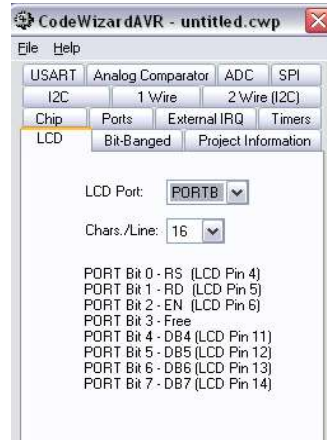 CodeWizardAVR - untitled.cwp
File Help
USART Analog Comparator ADC SPI
I2C 1 Wire 2 Wire (I2C)
Chip Ports External IRQ Timers
LCD Bit-Banged Project Information
LCD Port: PORTB
Chars./Line: 16
PORT Bit 0 - RS (LCD Pin 4)
PORT Bit 1 - RD (LCD Pin 5)
PORT Bit 2 - EN (LCD Pin 6)
PORT Bit 3 - Free
PORT Bit 4 - DB4 (LCD Pin 11)
PORT Bit 5 - DB5 (LCD Pin 12)
PORT Bit 6 - DB6 (LCD Pin 13)
PORT Bit 7 - DB7 (LCD Pin 14)